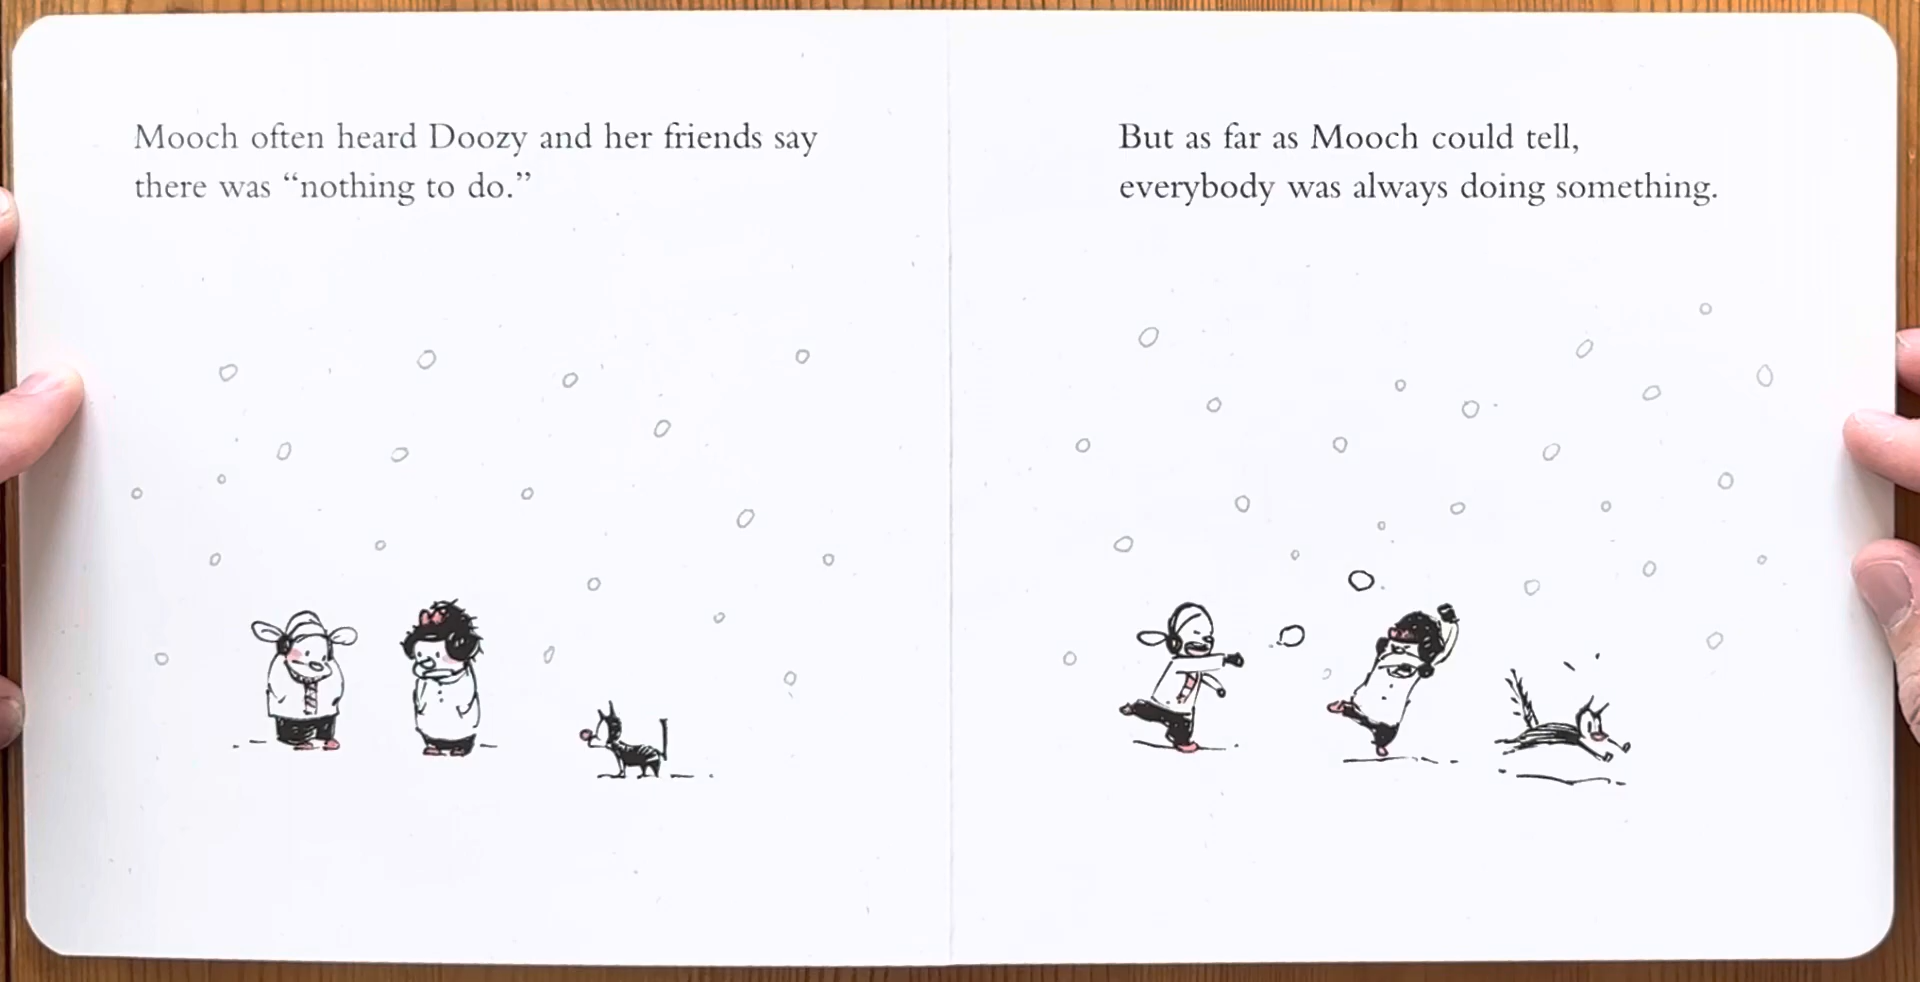 Mooch often heard Doozy and her friends say
there was “nothing to do.”
But as far as Mooch could tell,
everybody was always doing something.